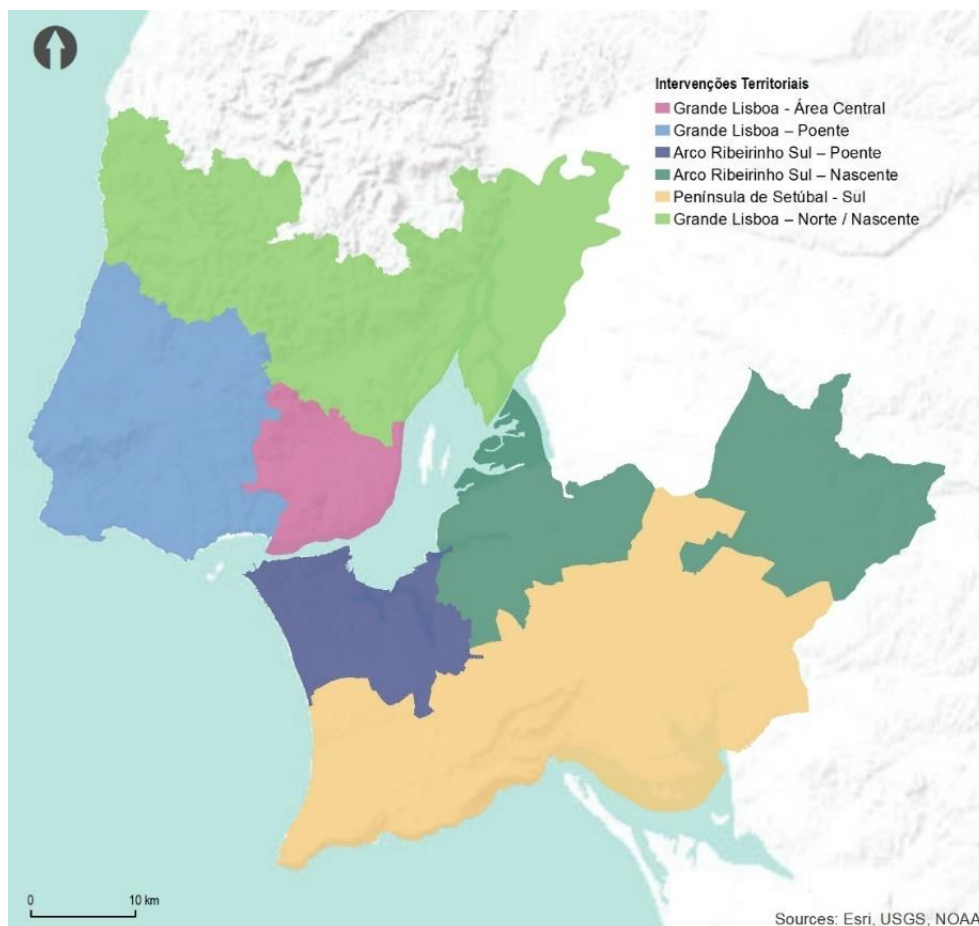 Intervenções Territoriais
Grande Lisboa - Área Central
Grande Lisboa – Poente
Arco Ribeirinho Sul – Poente
Arco Ribeirinho Sul – Nascente
Península de Setúbal - Sul
Grande Lisboa – Norte / Nascente
0 10 km
Sources: Esri, USGS, NOAA